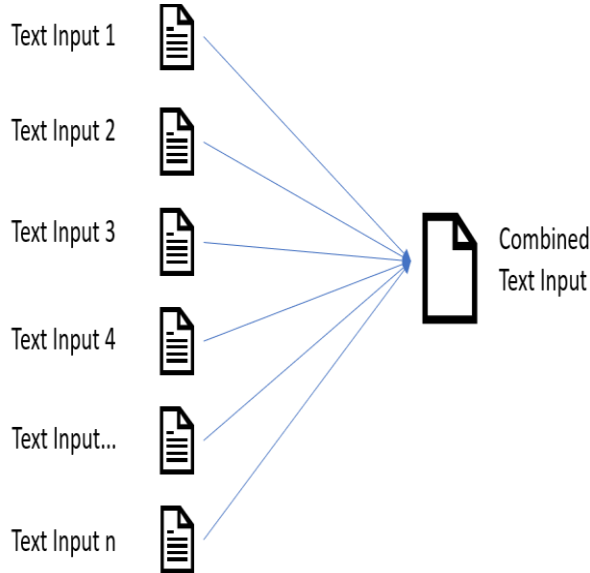 Text Input 1
Text Input 2
Text Input 3
Combined
Text Input
Text Input 4
Text Input...
Text Input n